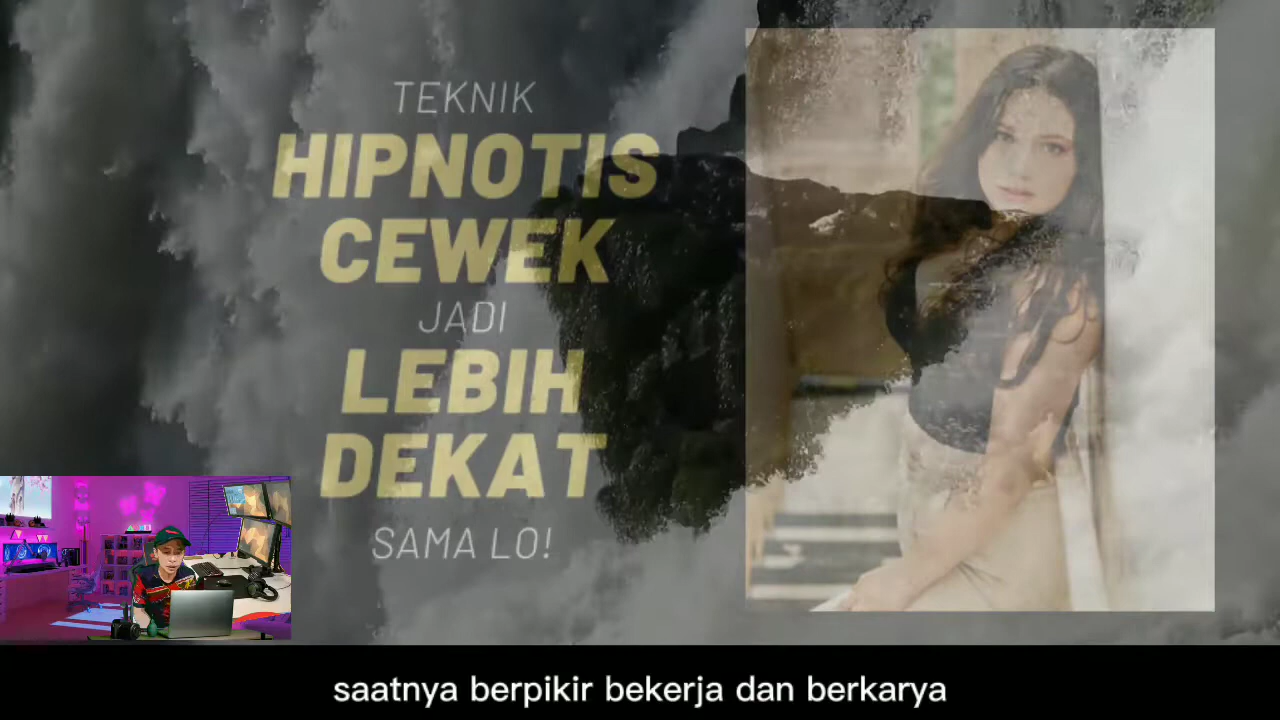 TEKNIK
HIPNOTIS
CEWEK
JADI
LEBIH
DEKAT
SAMA LO!
saatnya berpikir bekerja dan berkarya